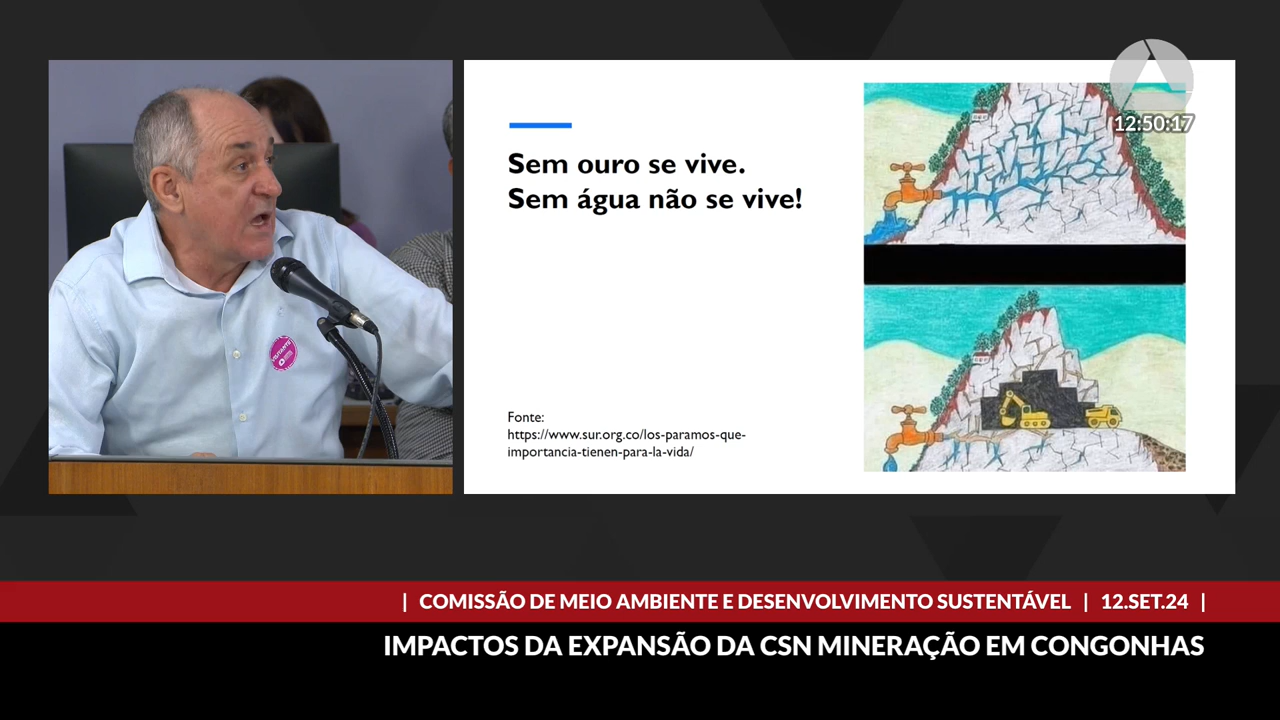 12:50:17
Sem ouro se vive.
Sem água não se vive!
Fonte:
https://www.sur.org.co/los-paramos-que-
importancia-tienen-para-la-vida/
VISITANTE
| COMISSÃO DE MEIO AMBIENTE E DESENVOLVIMENTO SUSTENTÁVEL | 12.SET.24 |
IMPACTOS DA EXPANSÃO DA CSN MINERAÇÃO EM CONGONHAS